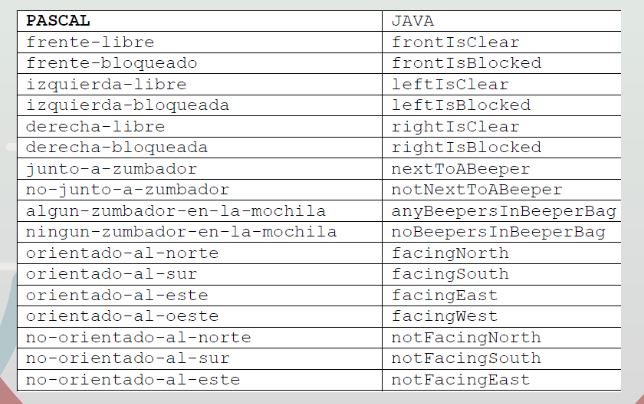 PASCAL JAVA
frente-libre frontIsClear
frente-bloqueado frontIsBlocked
izquierda-libre leftIsClear
izquierda-bloqueada leftIsBlocked
derecha-libre rightIsClear
derecha-bloqueada rightIsBlocked
junto-a-zumbador nextToABeeper
no-junto-a-zumbador notNextToABeeper
algun-zumbador-en-la-mochila anyBeepersInBeeperBag
ningun-zumbador-en-la-mochila noBeepersInBeeperBag
orientado-al-norte facingNorth
orientado-al-sur facingSouth
orientado-al-este facingEast
orientado-al-oeste facingWest
no-orientado-al-norte notFacingNorth
no-orientado-al-sur notFacingSouth
no-orientado-al-este notFacingEast